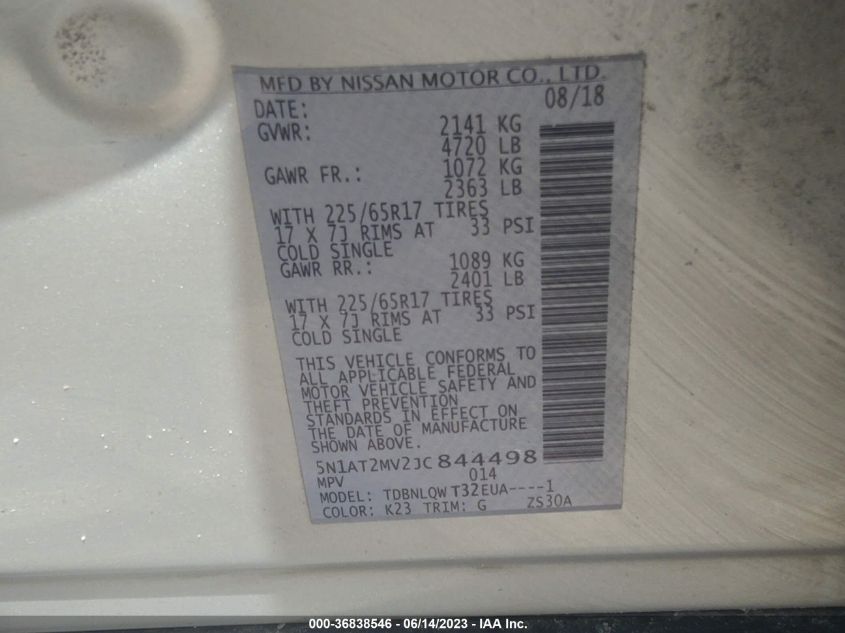 MFD BY NISSAN MOTOR CO., LTD.
DATE: 08/18
GVWR: 2141 KG
4720 LB
GAWR FR.: 1072 KG
2363 LB
WITH 225/65R17 TIRES
17 X 7J RIMS AT 33 PSI
COLD SINGLE
GAWR RR.: 1089 KG
2401 LB
WITH 225/65R17 TIRES
17 X 7J RIMS AT 33 PSI
COLD SINGLE
THIS VEHICLE CONFORMS TO
ALL APPLICABLE FEDERAL
MOTOR VEHICLE SAFETY AND
THEFT PREVENTION
STANDARDS IN EFFECT ON
THE DATE OF MANUFACTURE
SHOWN ABOVE.
5N1AT2MV2JC844498
MPV 014
MODEL: TDBNLQWT32EUA----1
COLOR: K23 TRIM: G ZS30A
000-36838546 - 06/14/2023 - IAA Inc.